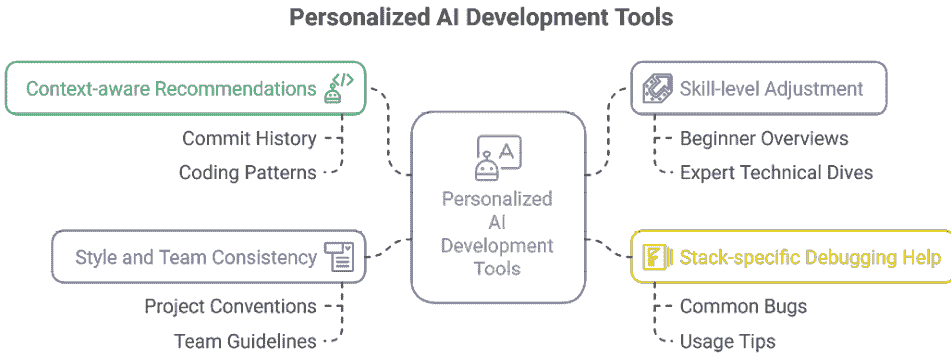 Personalized AI Development Tools
Context-aware Recommendations
Commit History
Coding Patterns
Style and Team Consistency
Project Conventions
Team Guidelines
A
Personalized
AI
Development
Tools
Skill-level Adjustment
Beginner Overviews
Expert Technical Dives
Stack-specific Debugging Help
Common Bugs
Usage Tips